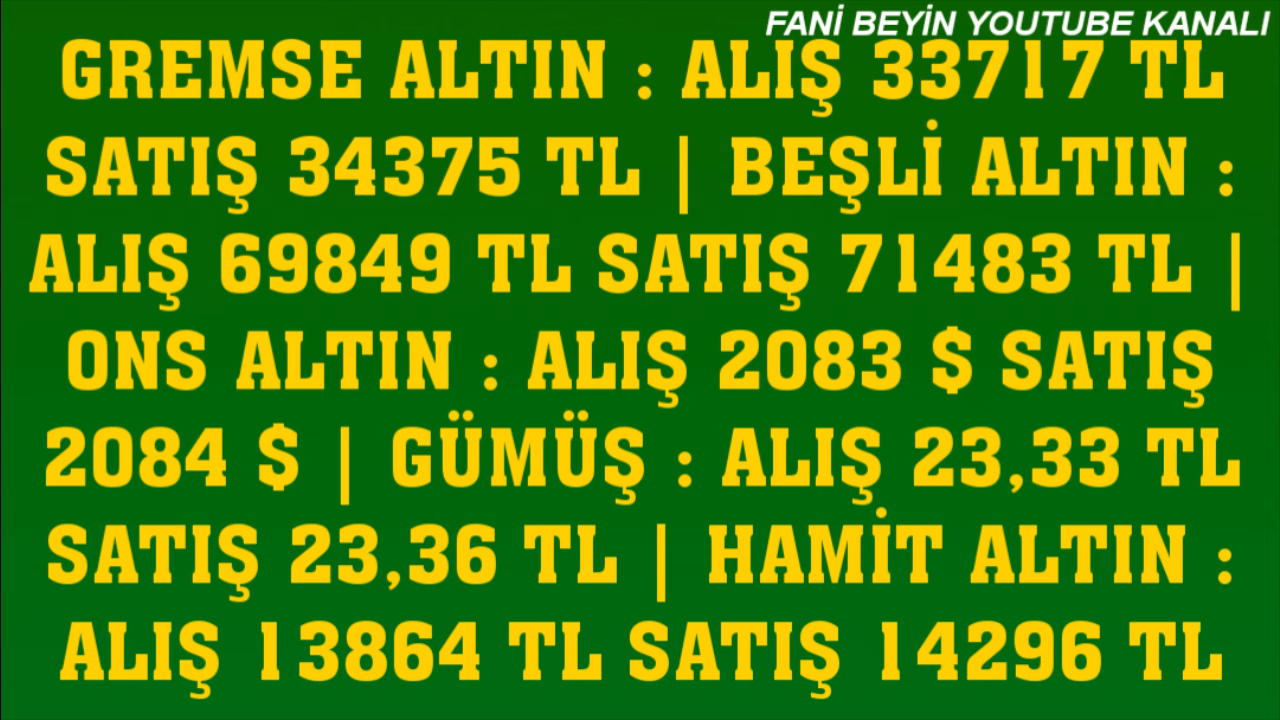 FANİ BEYİN YOUTUBE KANALI
GREMSE ALTIN : ALIŞ 33717 TL
SATIŞ 34375 TL | BEŞLİ ALTIN :
ALIŞ 69849 TL SATIŞ 71483 TL |
ONS ALTIN : ALIŞ 2083 $ SATIŞ
2084 $ | GÜMÜŞ : ALIŞ 23,33 TL
SATIŞ 23,36 TL | HAMİT ALTIN :
ALIŞ 13864 TL SATIŞ 14296 TL